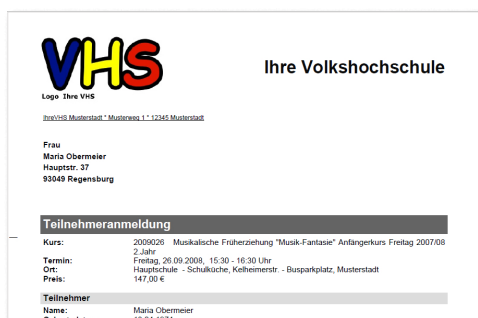 VHS
Logo Ihre VHS
Ihre Volkshochschule
IhreVHS Musterstadt * Musterweg 1 * 12345 Musterstadt
Frau
Maria Obermeier
Hauptstr. 37
93049 Regensburg
Teilnehmeranmeldung
Kurs: 2009026 Musikalische Früherziehung "Musik-Fantasie" Anfängerkurs Freitag 2007/08
2.Jahr
Termin: Freitag, 26.09.2008, 15:30 - 16:30 Uhr
Ort: Hauptschule - Schulküche, Kelheimerstr. - Busparkplatz, Musterstadt
Preis: 147,00 €
Teilnehmer
Name: Maria Obermeier